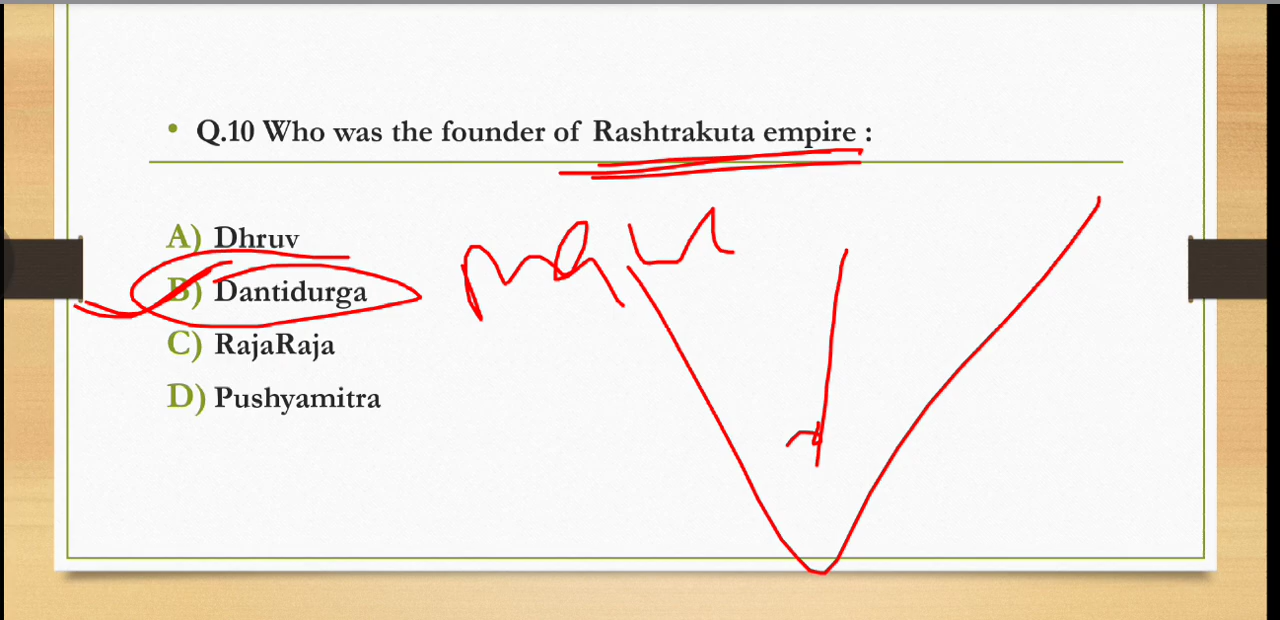 • Q.10 Who was the founder of Rashtrakuta empire :
A) Dhruv
B) Dantidurga
C) RajaRaja
D) Pushyamitra